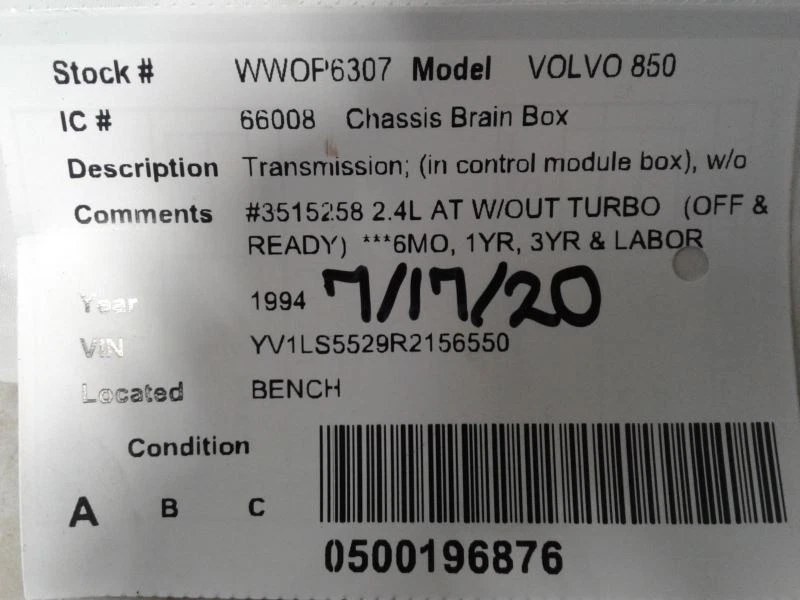 Stock # WWOP6307 Model VOLVO 850
IC # 66008 Chassis Brain Box
Description Transmission; (in control module box), w/o
Comments #3515258 2.4L AT W/OUT TURBO (OFF &
READY) ***6MO, 1YR, 3YR & LABOR
Year 1994 7/17/20
VIN YV1LS5529R2156550
Located BENCH
Condition
A B C
0500196876